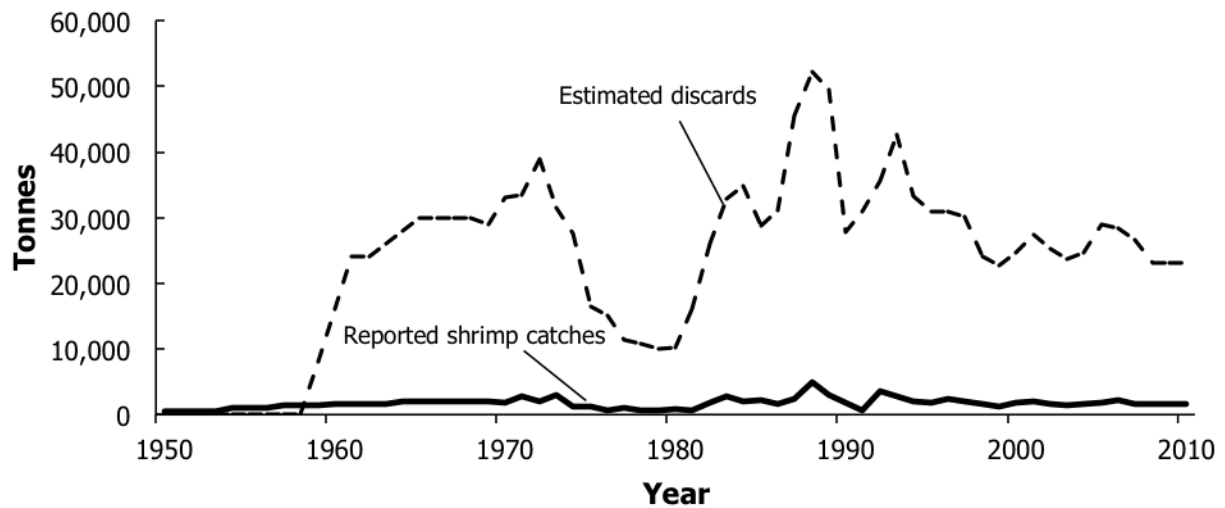 60,000
50,000
40,000
30,000
20,000
10,000
0
Tonnes
Estimated discards
Reported shrimp catches
1950 1960 1970 1980 1990 2000 2010
Year